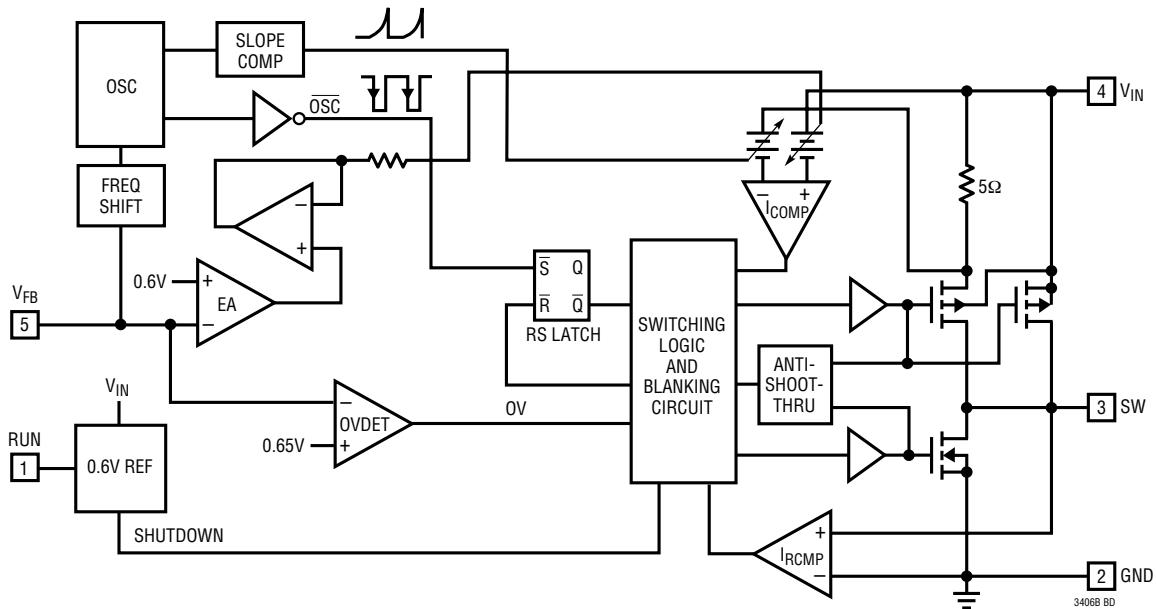 OSC
SLOPE
COMP
OSC
FREQ
SHIFT
−
+
0.6V
+
EA
−
VFB
5
VIN
RUN
1
0.6V REF
SHUTDOWN
−
OVDET
0.65V
+
OV
S Q
R Q
RS LATCH
SWITCHING
LOGIC
AND
BLANKING
CIRCUIT
− +
ICOMP
5Ω
4 VIN
ANTI-
SHOOT-
THRU
3 SW
+
IRCMP
−
2 GND
3406B BD